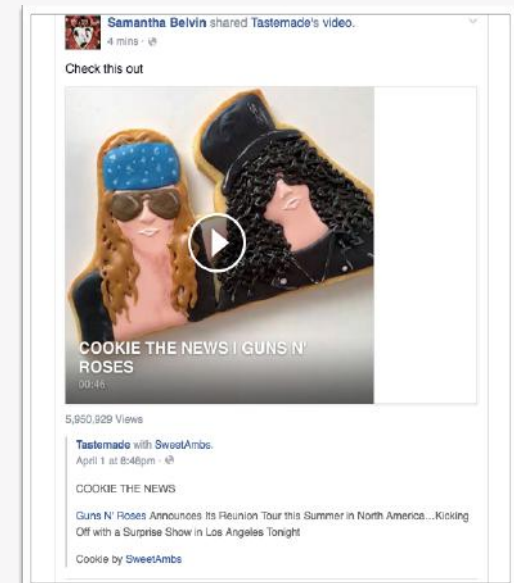 Samantha Belvin shared Tastemade's video.
4 mins ·
Check this out
COOKIE THE NEWS | GUNS N'
ROSES
00:46
5,950,929 Views
Tastemade with SweetAmbs.
April 1 at 8:46pm ·
COOKIE THE NEWS
Guns N' Roses Announces Its Reunion Tour this Summer in North America...Kicking
Off with a Surprise Show in Los Angeles Tonight
Cookie by SweetAmbs